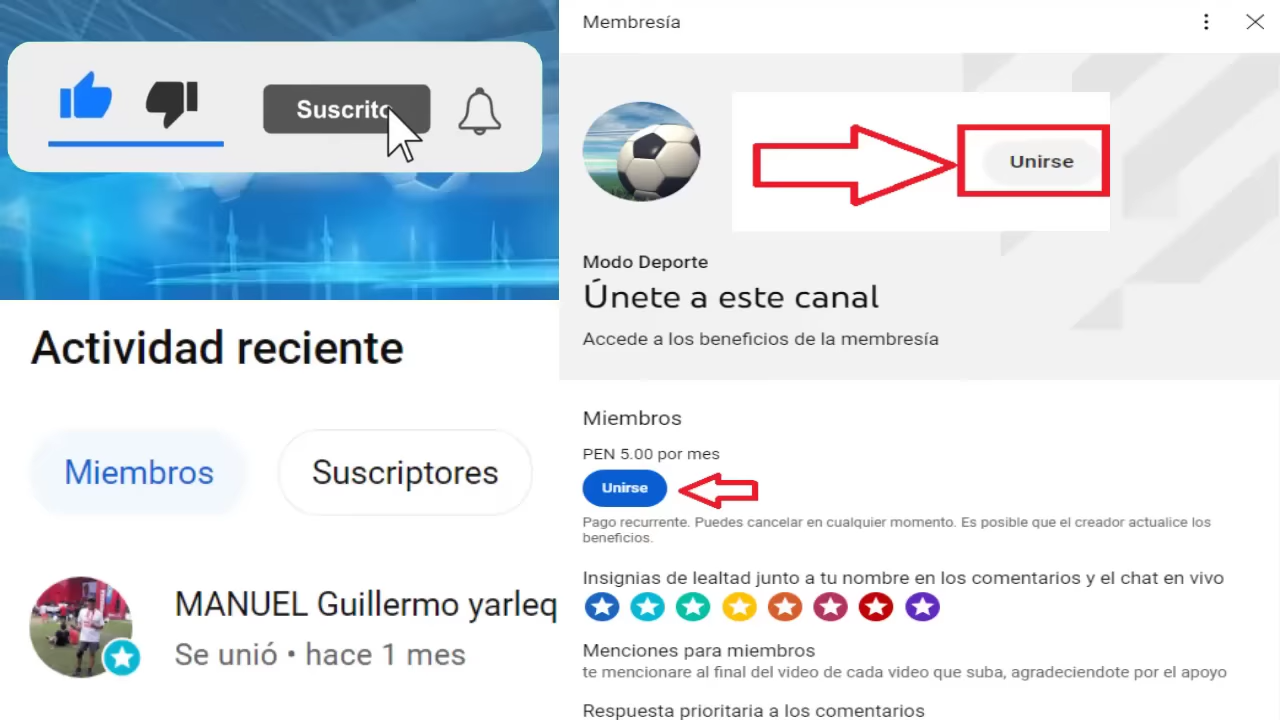 Suscrito
Actividad reciente
Miembros
Suscriptores
MANUEL Guillermo yarleq
Se unió • hace 1 mes
Membresía
Unirse
Modo Deporte
Únete a este canal
Accede a los beneficios de la membresía
Miembros
PEN 5.00 por mes
Unirse
Pago recurrente. Puedes cancelar en cualquier momento. Es posible que el creador actualice los
beneficios.
Insignias de lealtad junto a tu nombre en los comentarios y el chat en vivo
Menciones para miembros
te mencionare al final del video de cada video que suba, agradeciendote por el apoyo
Respuesta prioritaria a los comentarios